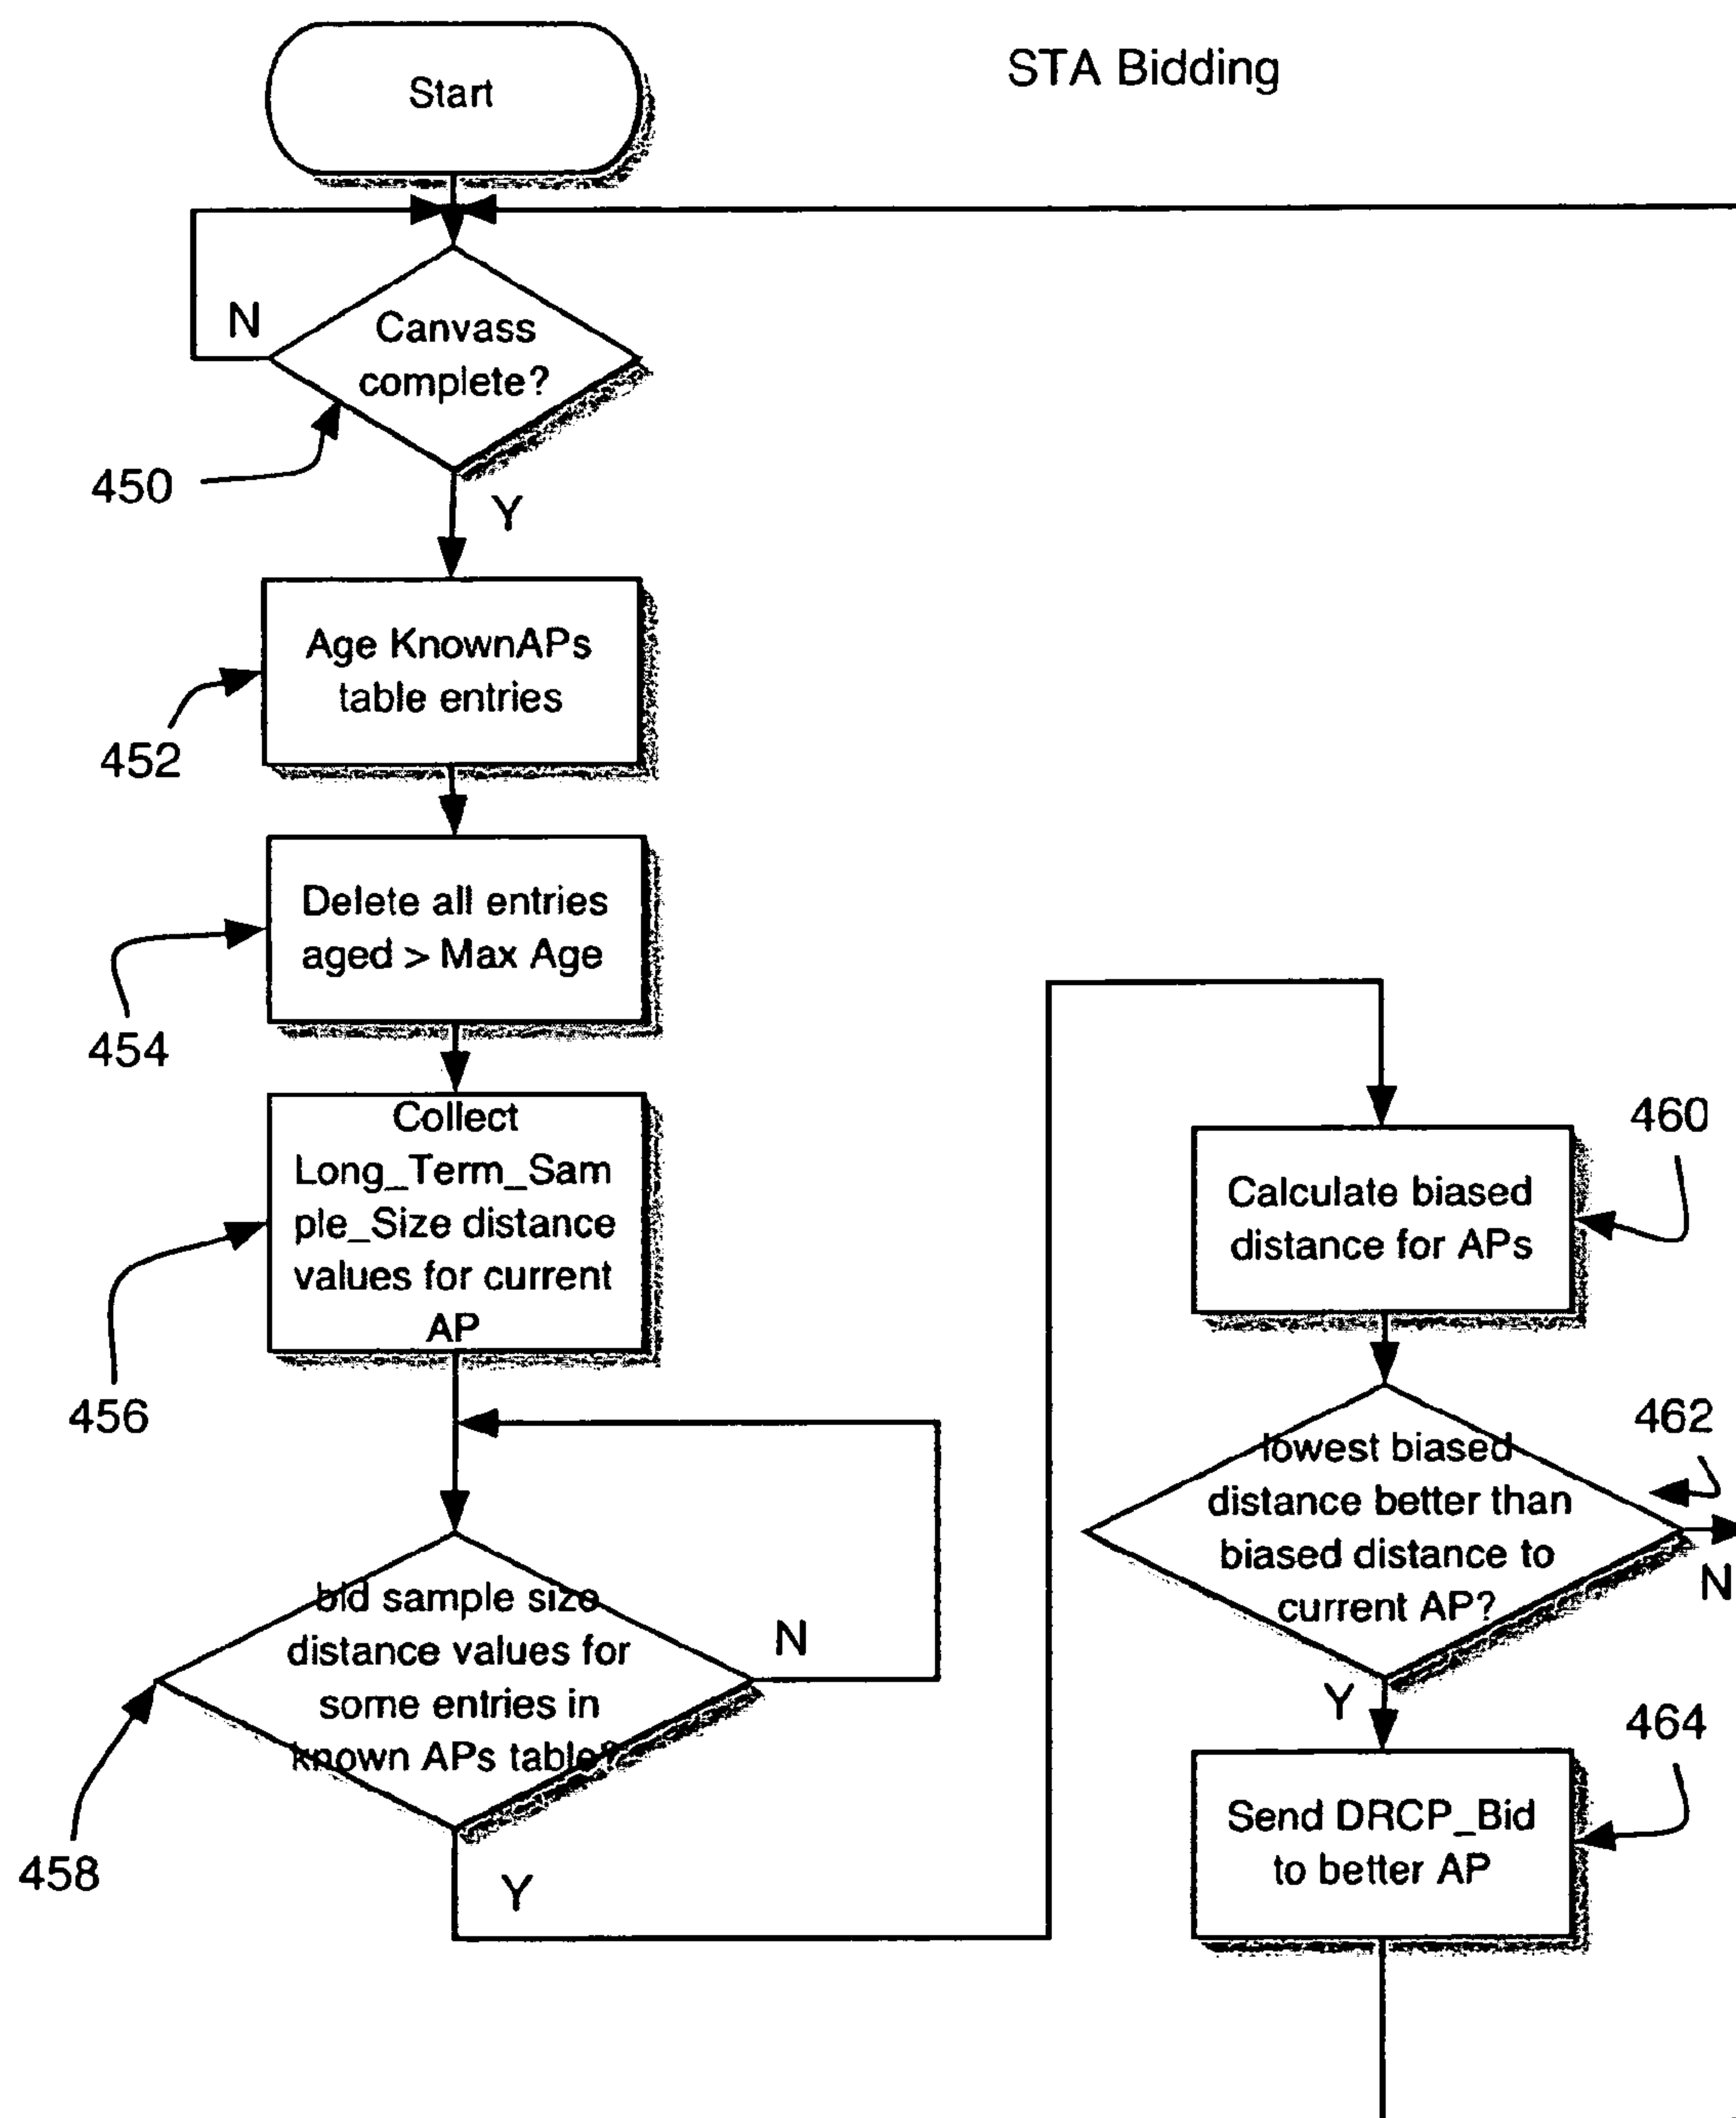 STA Bidding
Start
Canvass
complete?
N
450
Y
Age KnownAPs
table entries
452
Delete all entries
aged > Max Age
454
Collect
Long_Term_Sam
ple_Size distance
values for current
AP
456
bid sample size
distance values for
some entries in
known APs table?
N
458
Y
460
Calculate biased
distance for APs
462
lowest biased
distance better than
biased distance to
current AP?
N
Y
464
Send DRCP_Bid
to better AP